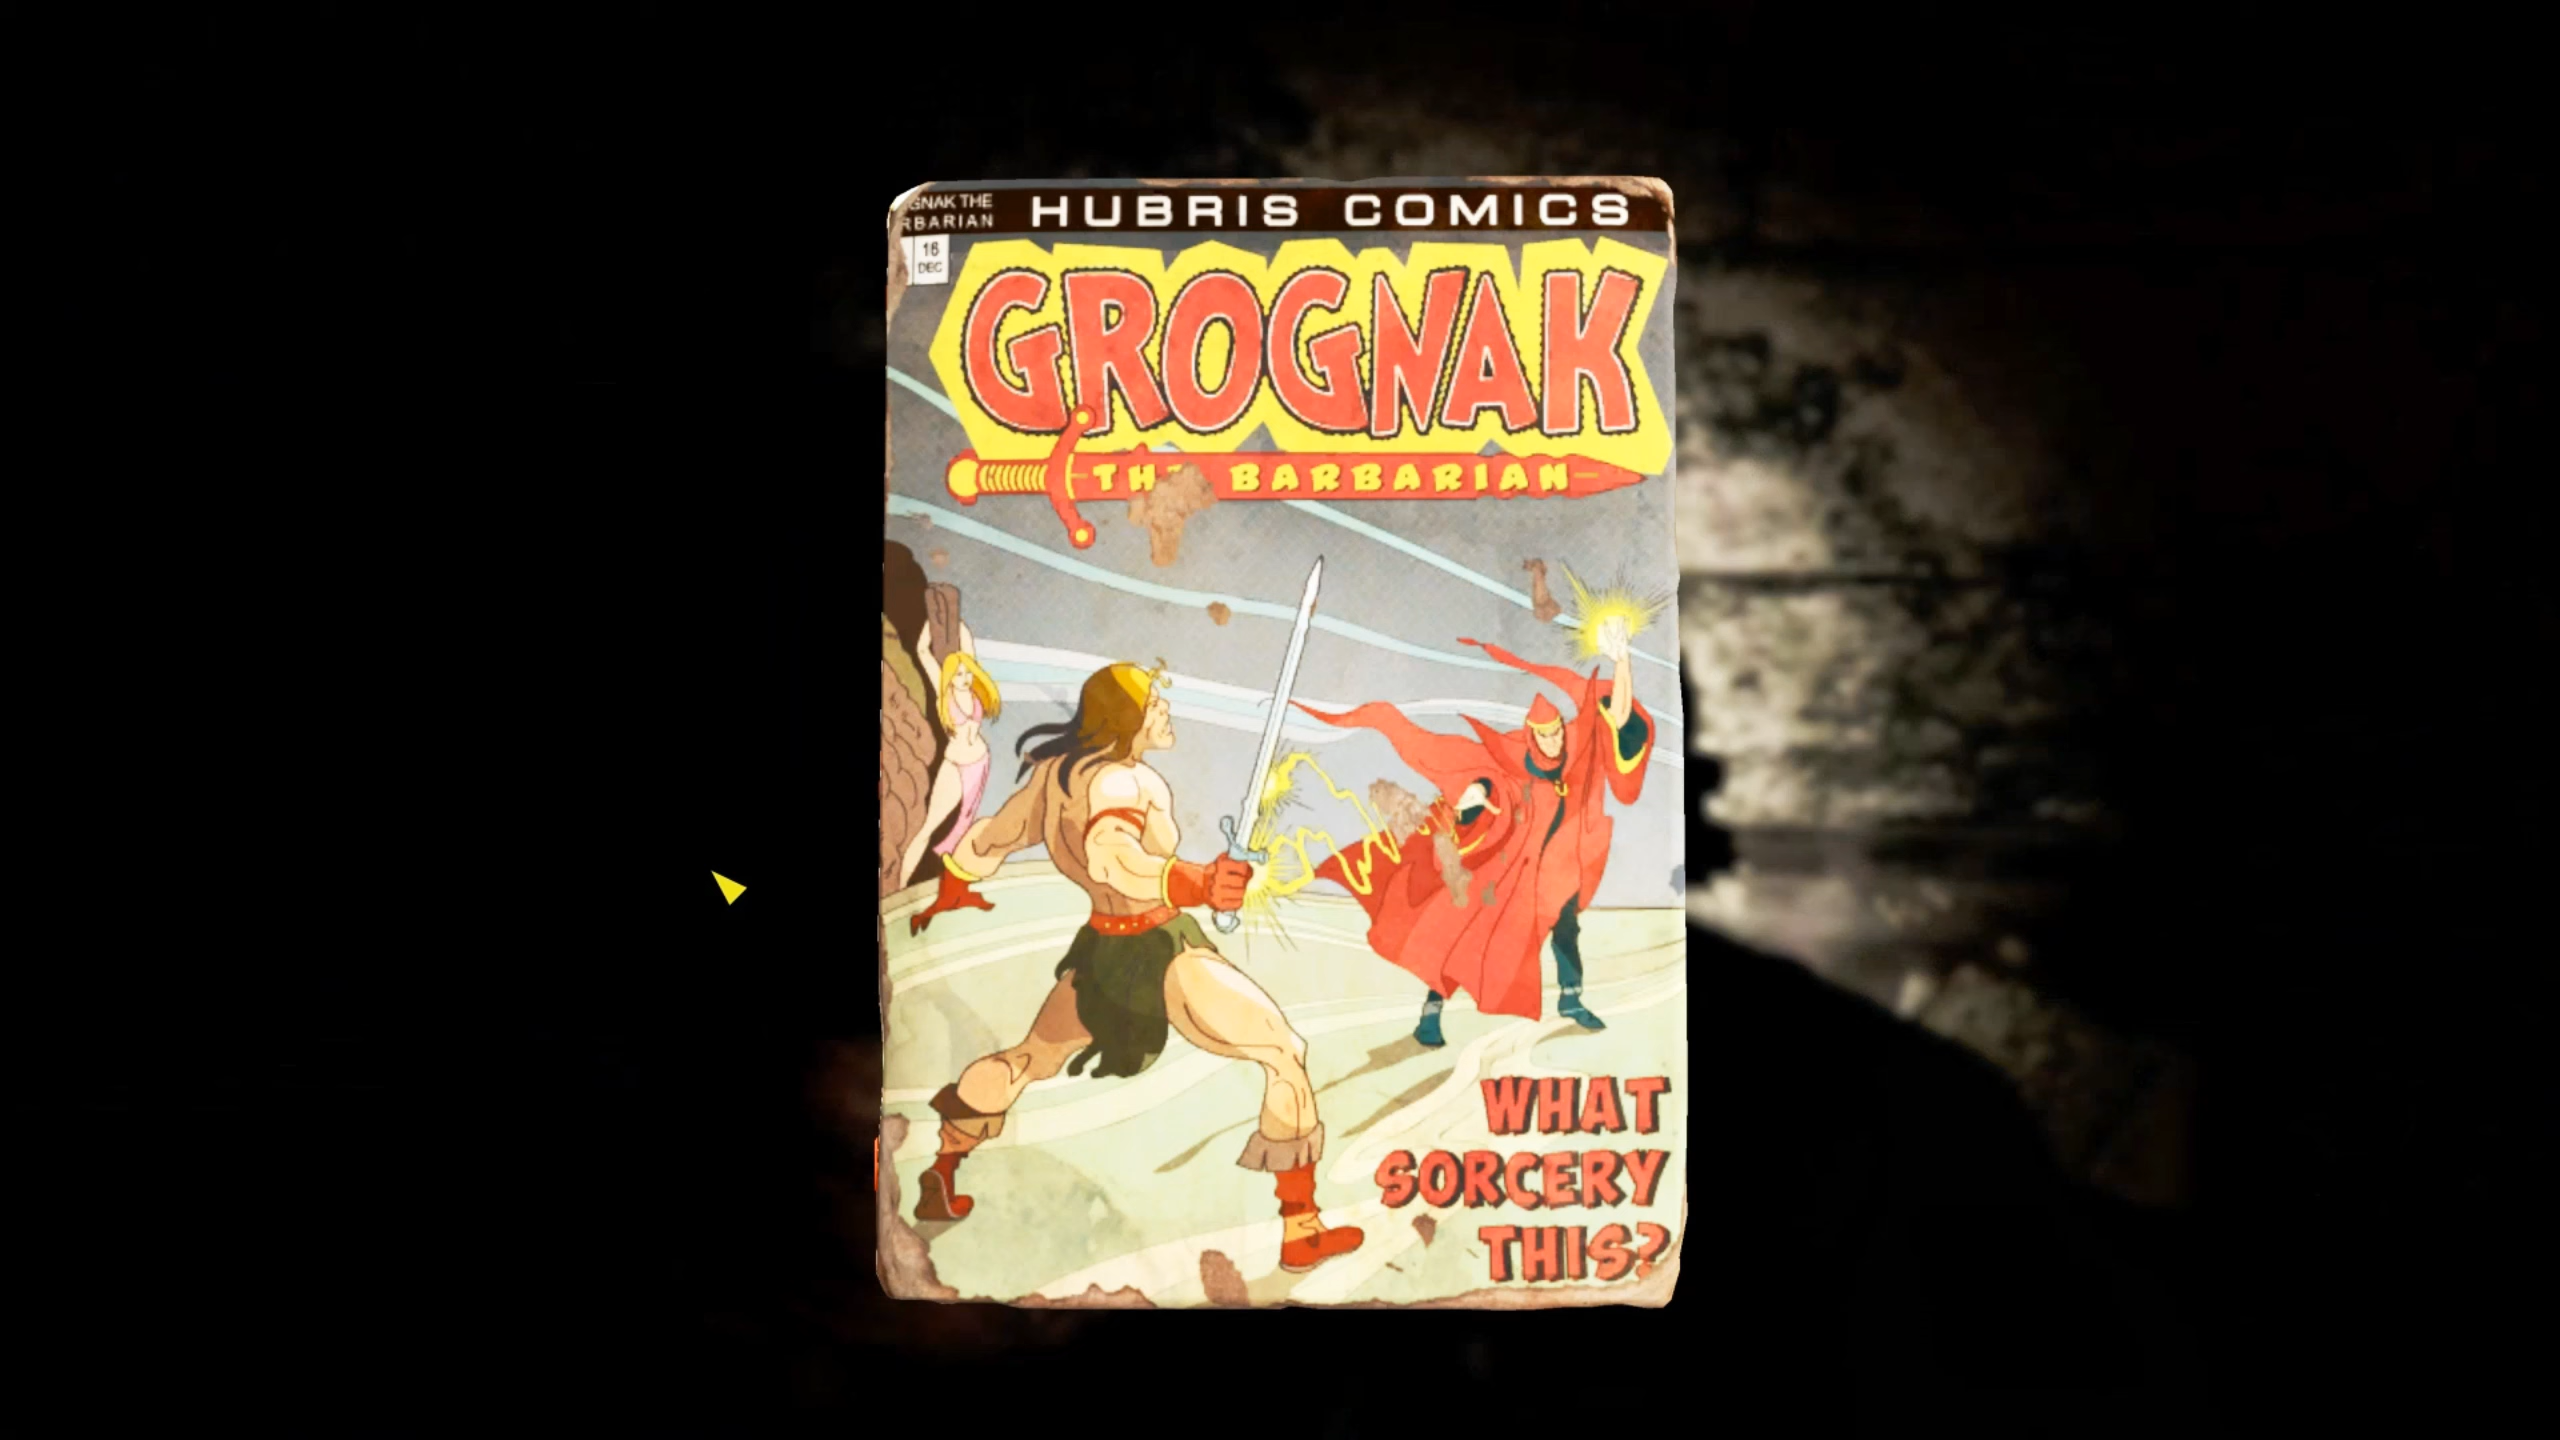 GNAK THE
RBARIAN
HUBRIS COMICS
16
DEC
GROGNAK
BARBARIAN
WHAT
SORCERY
THIS?